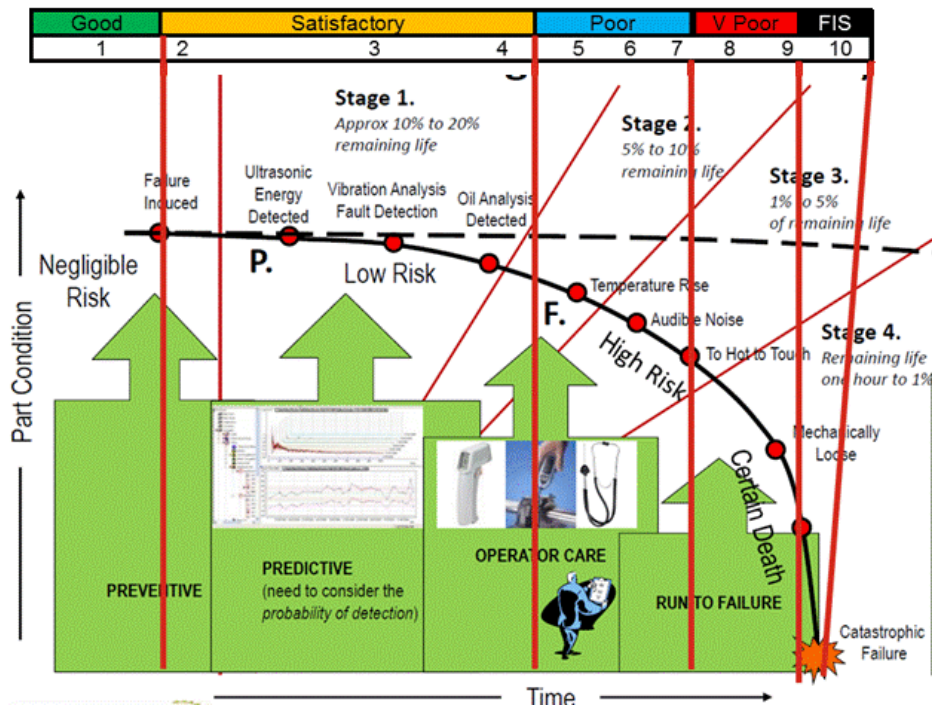 Good Satisfactory Poor V Poor FIS
1 2 3 4 5 6 7 8 9 10
Stage 1.
Approx 10% to 20%
remaining life
Stage 2.
5% to 10%
remaining life
Stage 3.
1% to 5%
of remaining life
Stage 4.
Remaining life
one hour to 1%
Failure
Induced
Ultrasonic
Energy
Detected
Vibration Analysis
Fault Detection
Oil Analysis
Detected
Negligible
Risk
P.
Low Risk
F.
Temperature Rise
Audible Noise
High Risk
To Hot to Touch
Mechanically
Loose
Certain Death
Part Condition
PREVENTIVE
PREDICTIVE
(need to consider the
probability of detection)
OPERATOR CARE
RUN TO FAILURE
Catastrophic
Failure
Time